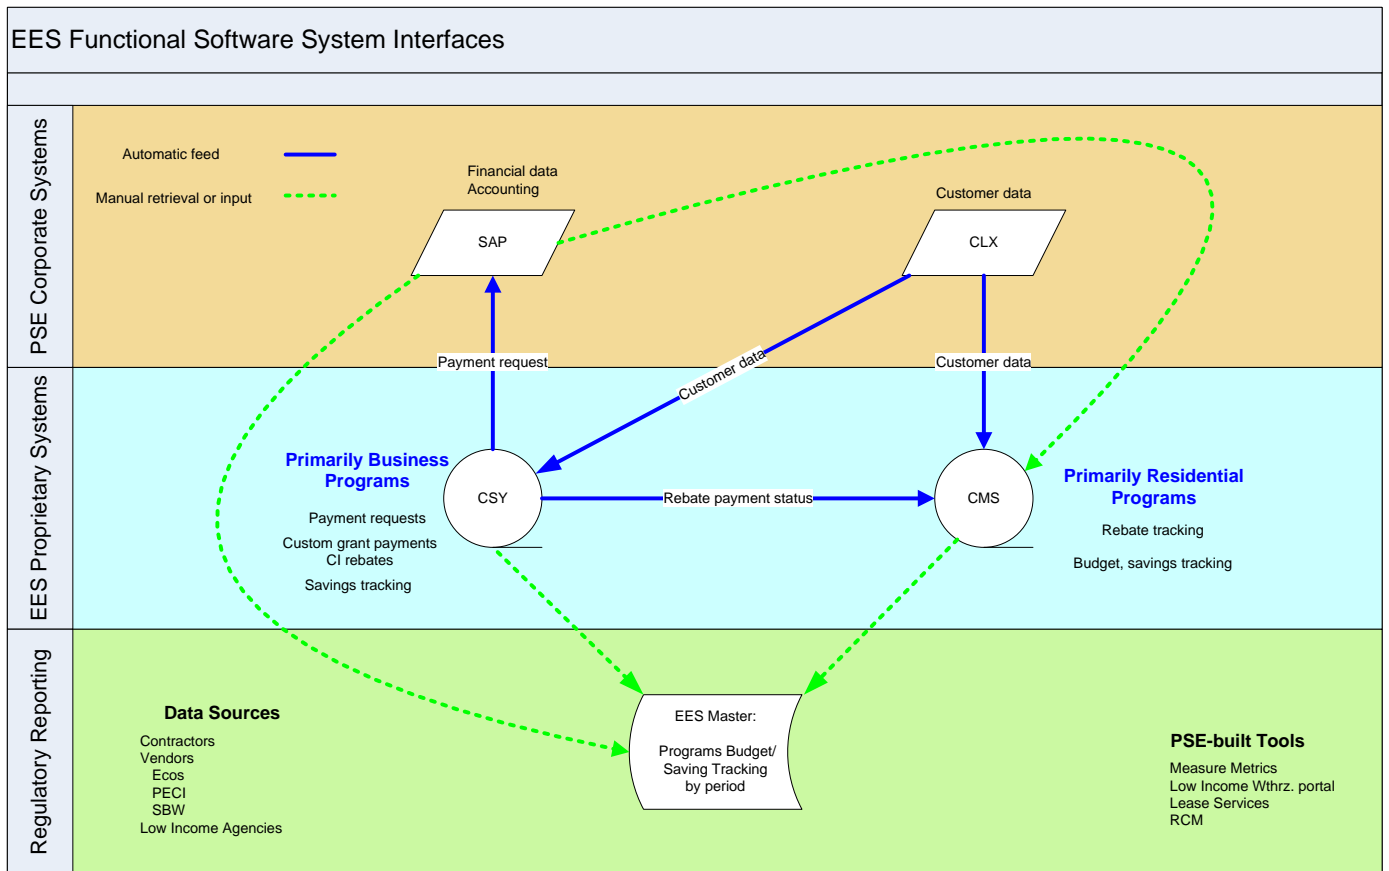 EES Functional Software System Interfaces
PSE Corporate Systems
Automatic feed
Manual retrieval or input
Financial data
Accounting
SAP
Customer data
CLX
Payment request
Customer data
Customer data
EES Proprietary Systems
Primarily Business
Programs
CSY
Payment requests
Custom grant payments
CI rebates
Savings tracking
Rebate payment status
CMS
Primarily Residential
Programs
Rebate tracking
Budget, savings tracking
Regulatory Reporting
Data Sources
Contractors
Vendors
Ecos
PECI
SBW
Low Income Agencies
EES Master:
Programs Budget/
Saving Tracking
by period
PSE-built Tools
Measure Metrics
Low Income Wthrz. portal
Lease Services
RCM